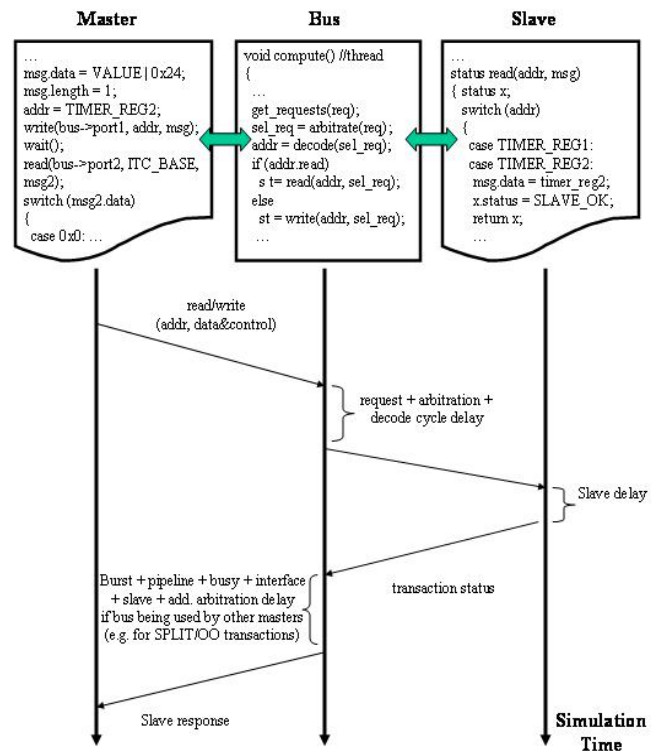 Master
Bus
Slave
...
msg.data = VALUE | 0x24;
msg.length = 1;
addr = TIMER_REG2;
write(bus->port1, addr, msg);
wait();
read(bus->port2, ITC_BASE,
msg2);
switch (msg2.data)
{
case 0x0: ...
void compute() //thread
{
...
get_requests(req);
sel_req = arbitrate(req);
addr = decode(sel_req);
if (addr.read)
s t= read(addr, sel_req);
else
st = write(addr, sel_req);
...
...
status read(addr, msg)
{ status x;
switch (addr)
{
case TIMER_REG1:
case TIMER_REG2:
msg.data = timer_reg2;
x.status = SLAVE_OK;
return x;
...
read/write
(addr, data&control)
request + arbitration +
decode cycle delay
Slave delay
transaction status
Burst + pipeline + busy + interface
+ slave + add. arbitration delay
if bus being used by other masters
(e.g. for SPLIT/OO transactions)
Slave response
Simulation
Time